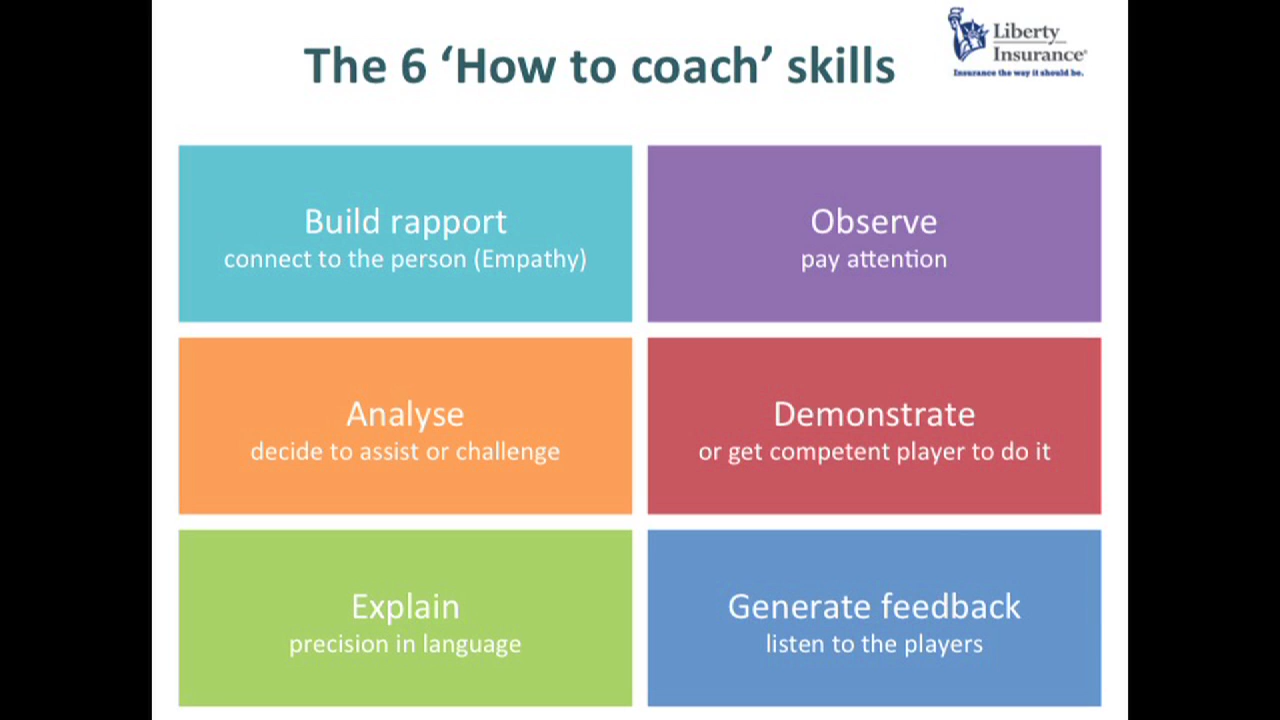 The 6 ‘How to coach’ skills
Liberty
Insurance®
Insurance the way it should be.
Build rapport
connect to the person (Empathy)
Observe
pay attention
Analyse
decide to assist or challenge
Demonstrate
or get competent player to do it
Explain
precision in language
Generate feedback
listen to the players